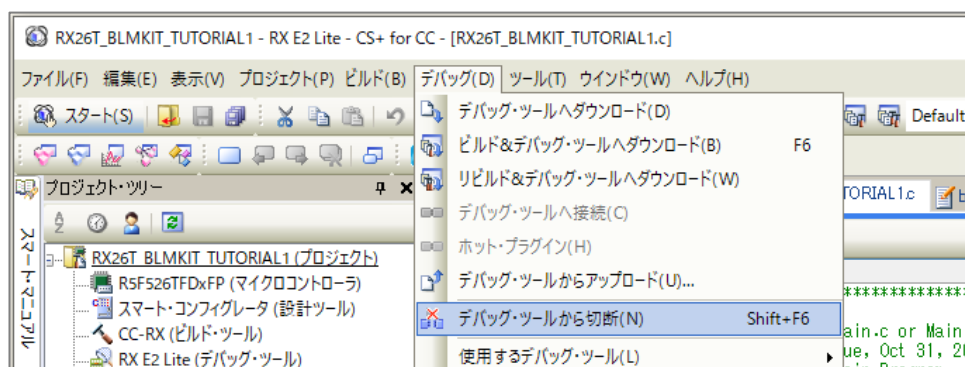 RX26T_BLMKIT_TUTORIAL1 - RX E2 Lite - CS+ for CC - [RX26T_BLMKIT_TUTORIAL1.c]
ファイル(F) 編集(E) 表示(V) プロジェクト(P) ビルド(B) デバッグ(D) ツール(T) ウインドウ(W) ヘルプ(H)
スタート(S)
Default
デバッグ・ツールへダウンロード(D)
ビルド&デバッグ・ツールへダウンロード(B) F6
リビルド&デバッグ・ツールへダウンロード(W)
デバッグ・ツールへ接続(C)
ホット・プラグイン(H)
デバッグ・ツールからアップロード(U)...
デバッグ・ツールから切断(N) Shift+F6
使用するデバッグ・ツール(L)
スマート・マニュアル
プロジェクト・ツリー
RX26T_BLMKIT_TUTORIAL1 (プロジェクト)
R5F526TFDxFP (マイクロコントローラ)
スマート・コンフィグレータ (設計ツール)
CC-RX (ビルド・ツール)
RX E2 Lite (デバッグ・ツール)
TORIAL1.c
*************
ain.c or Main
ue, Oct 31, 20